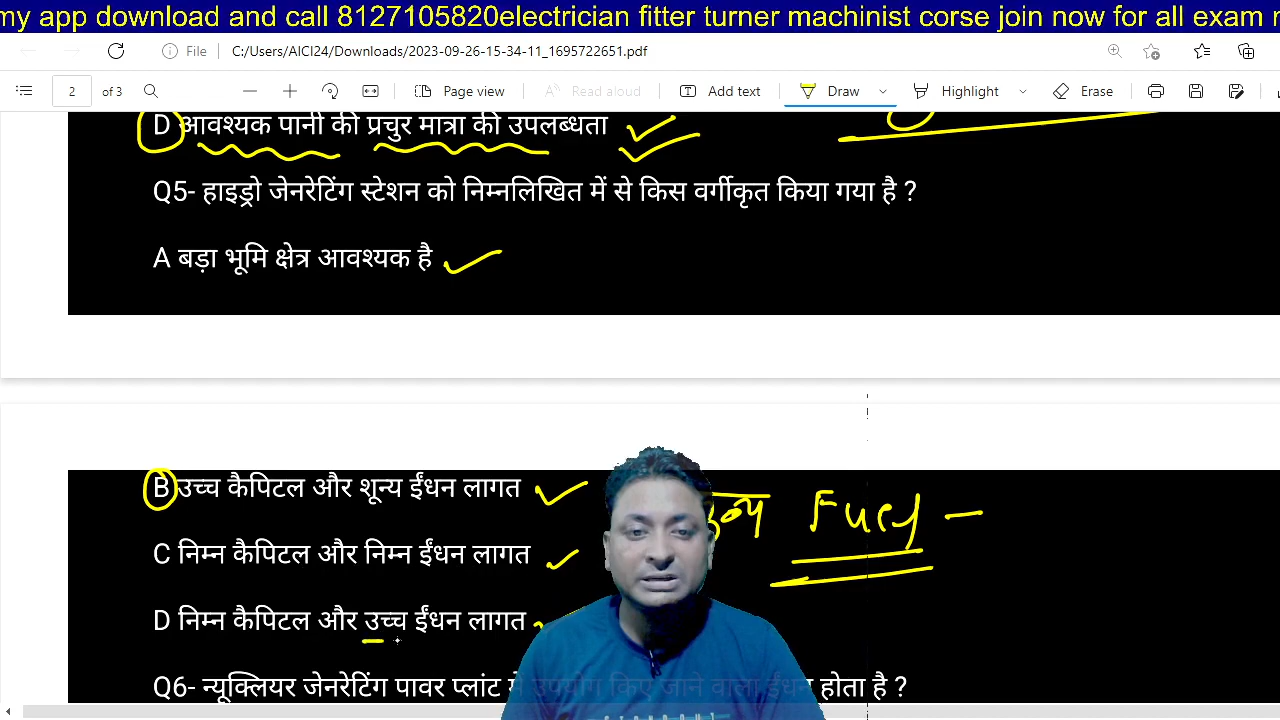 my app download and call 8127105820electrician fitter turner machinist corse join now for all exam
File C:/Users/AICI24/Downloads/2023-09-26-15-34-11_1695722651.pdf
2 of 3 Page view Read aloud Add text Draw Highlight Erase
D आवश्यक पानी की प्रचुर मात्रा की उपलब्धता
Q5- हाइड्रो जेनरेटिंग स्टेशन को निम्नलिखित में से किस वर्गीकृत किया गया है ?
A बड़ा भूमि क्षेत्र आवश्यक है
B उच्च कैपिटल और शून्य ईंधन लागत
Fuel -
C निम्न कैपिटल और निम्न ईंधन लागत
D निम्न कैपिटल और उच्च ईंधन लागत
Q6- न्यूक्लियर जेनरेटिंग पावर प्लांट में उपयोग किए जाने वाला ईंधन होता है ?